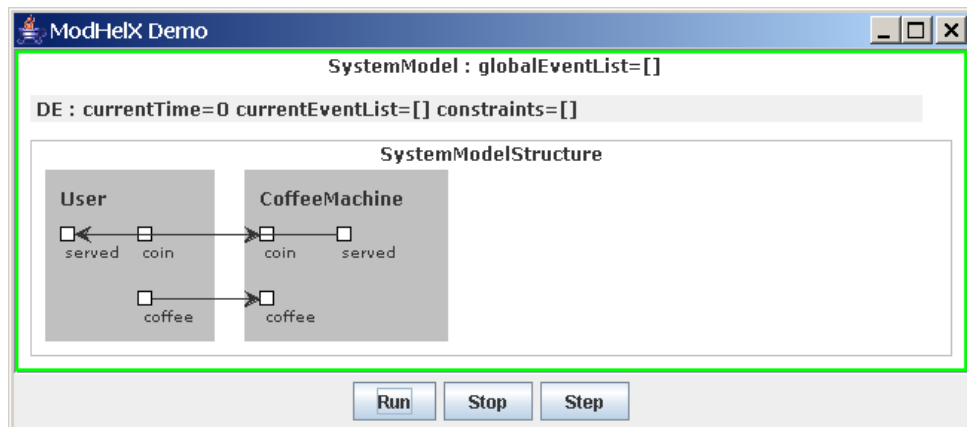 ModHelX Demo
SystemModel : globalEventList=[]
DE : currentTime=0 currentEventList=[] constraints=[]
SystemModelStructure
User CoffeeMachine
served coin coin served
coffee coffee
Run Stop Step